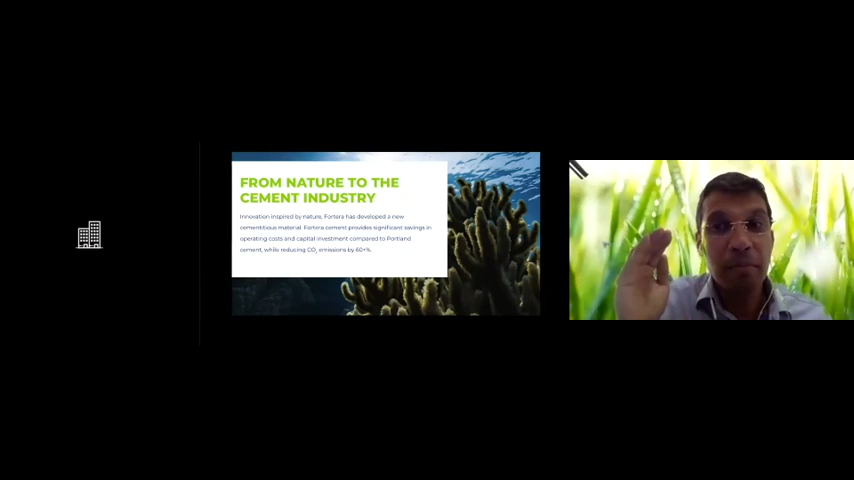 FROM NATURE TO THE
CEMENT INDUSTRY
Innovation inspired by nature, Fortera has developed a new
cementitious material. Fortera cement provides significant savings in
operating costs and capital investment compared to Portland
cement, while reducing CO₂ emissions by 60+%.